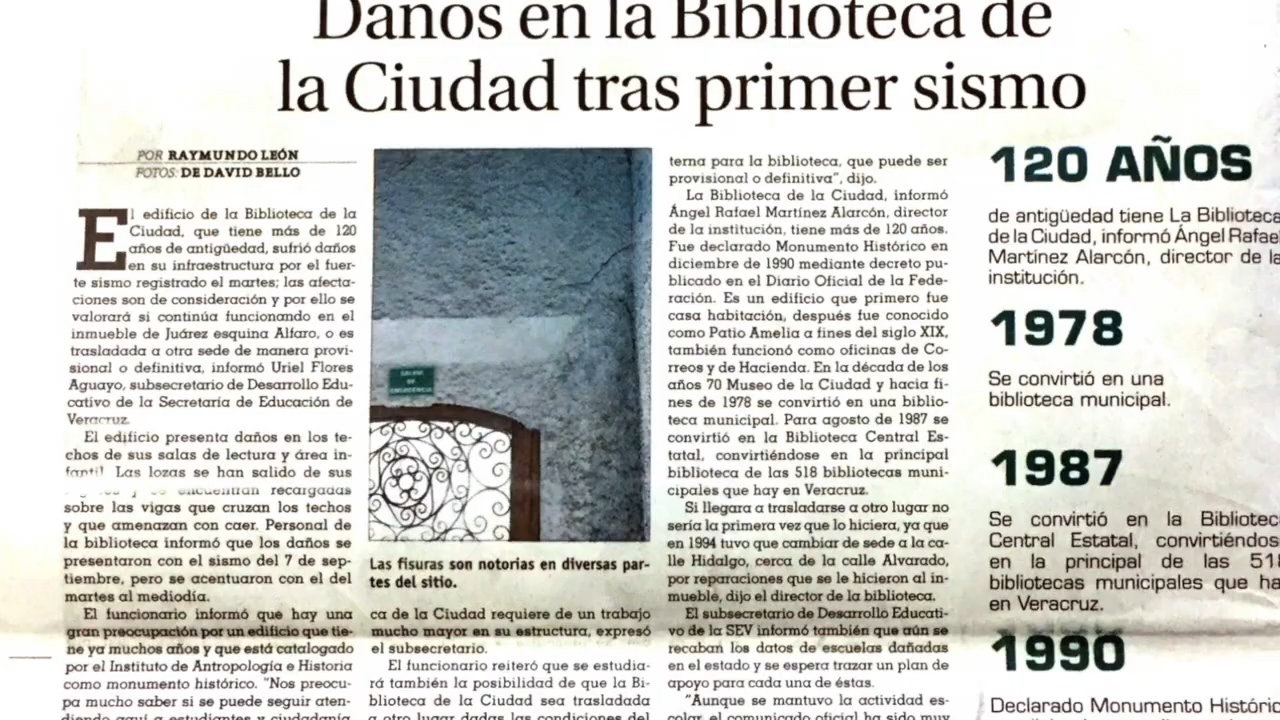 Daños en la Biblioteca de
la Ciudad tras primer sismo
POR RAYMUNDO LEÓN
FOTOS: DE DAVID BELLO
El edificio de la Biblioteca de la
Ciudad, que tiene más de 120
años de antigüedad, sufrió daños
en su infraestructura por el fuer-
te sismo registrado el martes; las afecta-
ciones son de consideración y por ello se
valorará si continúa funcionando en el
inmueble de Juárez esquina Alfaro, o es
trasladada a otra sede de manera provi-
sional o definitiva, informó Uriel Flores
Aguayo, subsecretario de Desarrollo Edu-
cativo de la Secretaría de Educación de
Veracruz.
El edificio presenta daños en los te-
chos de sus salas de lectura y área in-
fantil. Las lozas se han salido de sus
y se encuentran recargadas
sobre las vigas que cruzan los techos
y que amenazan con caer. Personal de
la biblioteca informó que los daños se
presentaron con el sismo del 7 de sep-
tiembre, pero se acentuaron con el del
martes al mediodía.
El funcionario informó que hay una
gran preocupación por un edificio que tie-
ne ya muchos años y que está catalogado
por el Instituto de Antropología e Historia
como monumento histórico. "Nos preocu-
pa mucho saber si se puede seguir aten-
diendo aquí a estudiantes y ciudadanía
SALIDA
DE
EMERGENCIA
Las fisuras son notorias en diversas par-
tes del sitio.
ca de la Ciudad requiere de un trabajo
mucho mayor en su estructura, expresó
el subsecretario.
El funcionario reiteró que se estudia-
rá también la posibilidad de que la Bi-
blioteca de la Ciudad sea trasladada
a otro lugar dadas las condiciones del
terna para la biblioteca, que puede ser
provisional o definitiva", dijo.
La Biblioteca de la Ciudad, informó
Ángel Rafael Martínez Alarcón, director
de la institución, tiene más de 120 años.
Fue declarado Monumento Histórico en
diciembre de 1990 mediante decreto pu-
blicado en el Diario Oficial de la Fede-
ración. Es un edificio que primero fue
casa habitación, después fue conocido
como Patio Amelia a fines del siglo XIX,
también funcionó como oficinas de Co-
rreos y de Hacienda. En la década de los
años 70 Museo de la Ciudad y hacia fi-
nes de 1978 se convirtió en una biblio-
teca municipal. Para agosto de 1987 se
convirtió en la Biblioteca Central Es-
tatal, convirtiéndose en la principal
biblioteca de las 518 bibliotecas muni-
cipales que hay en Veracruz.
Si llegara a trasladarse a otro lugar no
sería la primera vez que lo hiciera, ya que
en 1994 tuvo que cambiar de sede a la ca-
lle Hidalgo, cerca de la calle Alvarado,
por reparaciones que se le hicieron al in-
mueble, dijo el director de la biblioteca.
El subsecretario de Desarrollo Educati-
vo de la SEV informó también que aún se
recaban los datos de escuelas dañadas
en el estado y se espera trazar un plan de
apoyo para cada una de éstas.
"Aunque se mantuvo la actividad es-
colar, el comunicado oficial ha sido muy
120 AÑOS
de antigüedad tiene La Biblioteca
de la Ciudad, informó Ángel Rafael
Martínez Alarcón, director de la
institución.
1978
Se convirtió en una
biblioteca municipal.
1987
Se convirtió en la Bibliotec
Central Estatal, convirtiéndos
en la principal de las 518
bibliotecas municipales que ha
en Veracruz.
1990
Declarado Monumento Históric